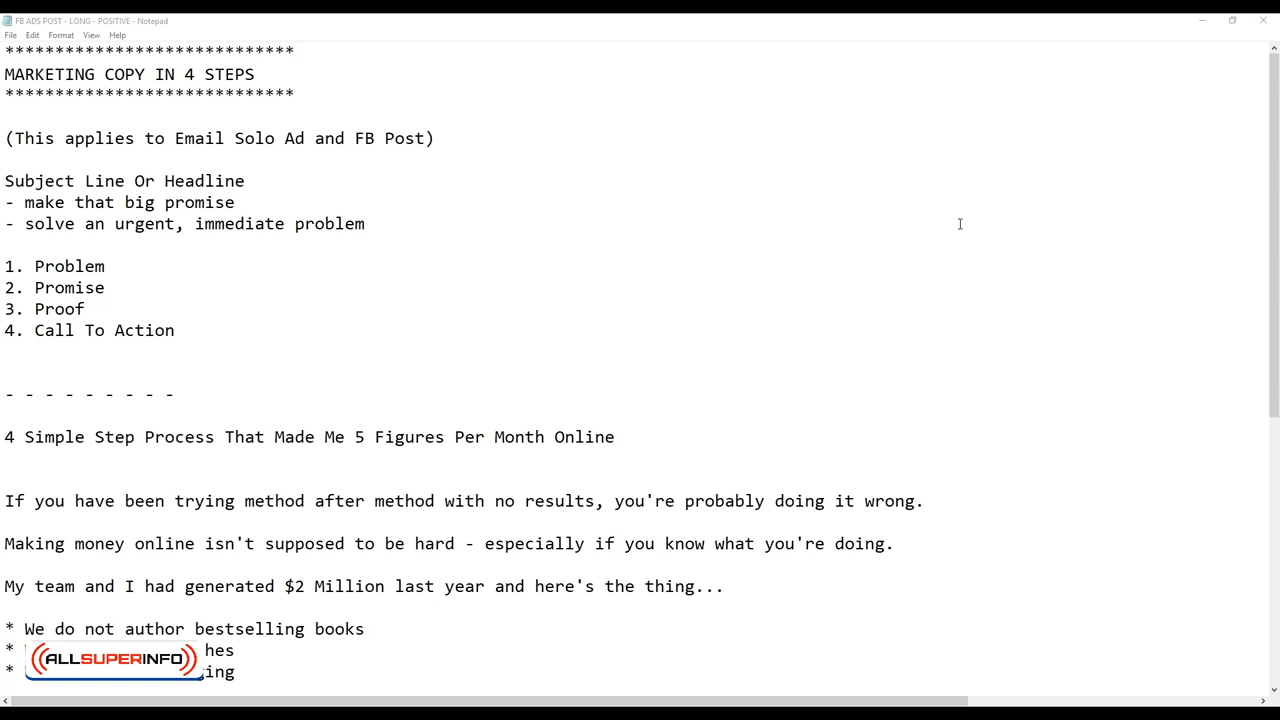 FB ADS POST - LONG - POSITIVE - Notepad
File Edit Format View Help
*****************************
MARKETING COPY IN 4 STEPS
*****************************
(This applies to Email Solo Ad and FB Post)
Subject Line Or Headline
- make that big promise
- solve an urgent, immediate problem
1. Problem
2. Promise
3. Proof
4. Call To Action
- - - - - - - - -
4 Simple Step Process That Made Me 5 Figures Per Month Online
If you have been trying method after method with no results, you're probably doing it wrong.
Making money online isn't supposed to be hard - especially if you know what you're doing.
My team and I had generated $2 Million last year and here's the thing...
* We do not author bestselling books
* hes
* ing
ALLSUPERINFO